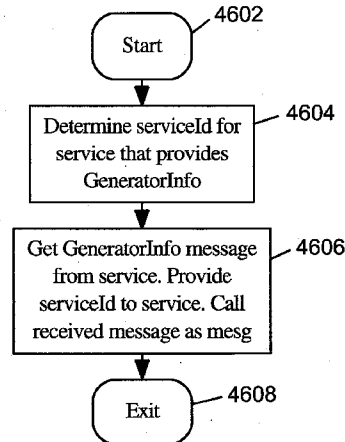 4602
Start
4604
Determine serviceId for
service that provides
GeneratorInfo
4606
Get GeneratorInfo message
from service. Provide
serviceId to service. Call
received message as mesg
4608
Exit